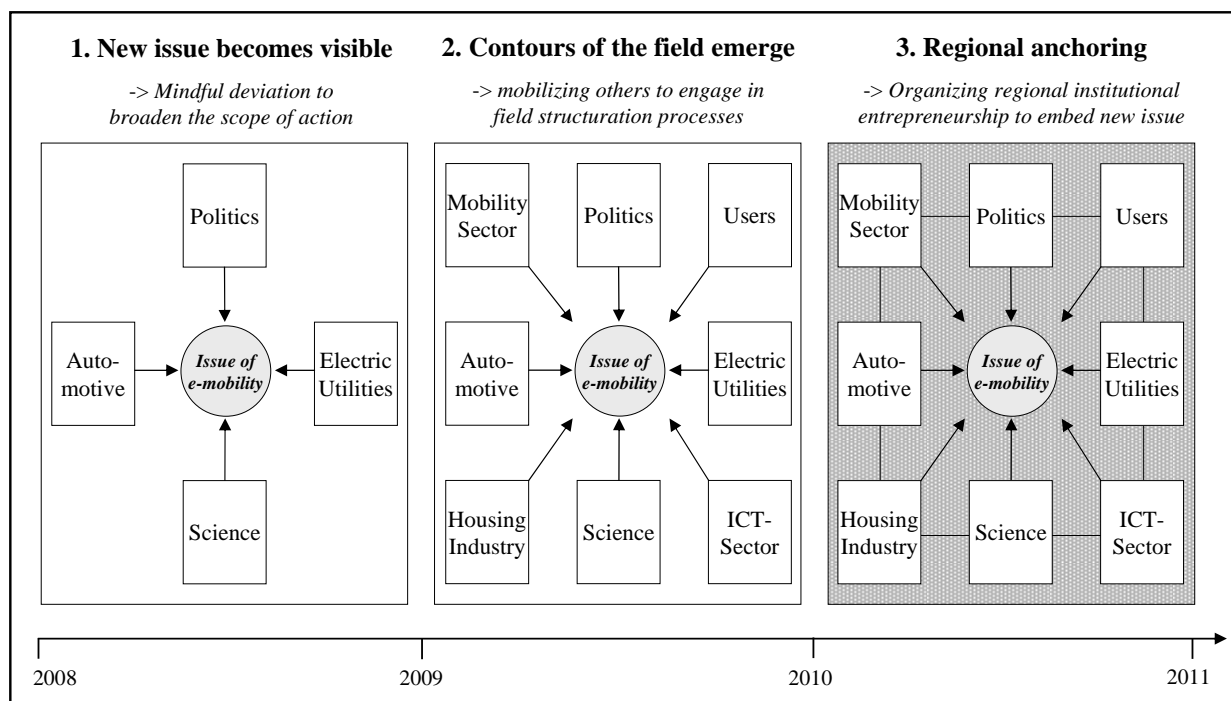 1. New issue becomes visible
-> Mindful deviation to
broaden the scope of action
Politics
Auto-
motive
Issue of
e-mobility
Electric
Utilities
Science
2. Contours of the field emerge
-> mobilizing others to engage in
field structuration processes
Mobility
Sector
Politics
Users
Auto-
motive
Issue of
e-mobility
Electric
Utilities
Housing
Industry
Science
ICT-
Sector
3. Regional anchoring
-> Organizing regional institutional
entrepreneurship to embed new issue
Mobility
Sector
Politics
Users
Auto-
motive
Issue of
e-mobility
Electric
Utilities
Housing
Industry
Science
ICT-
Sector
2008
2009
2010
2011